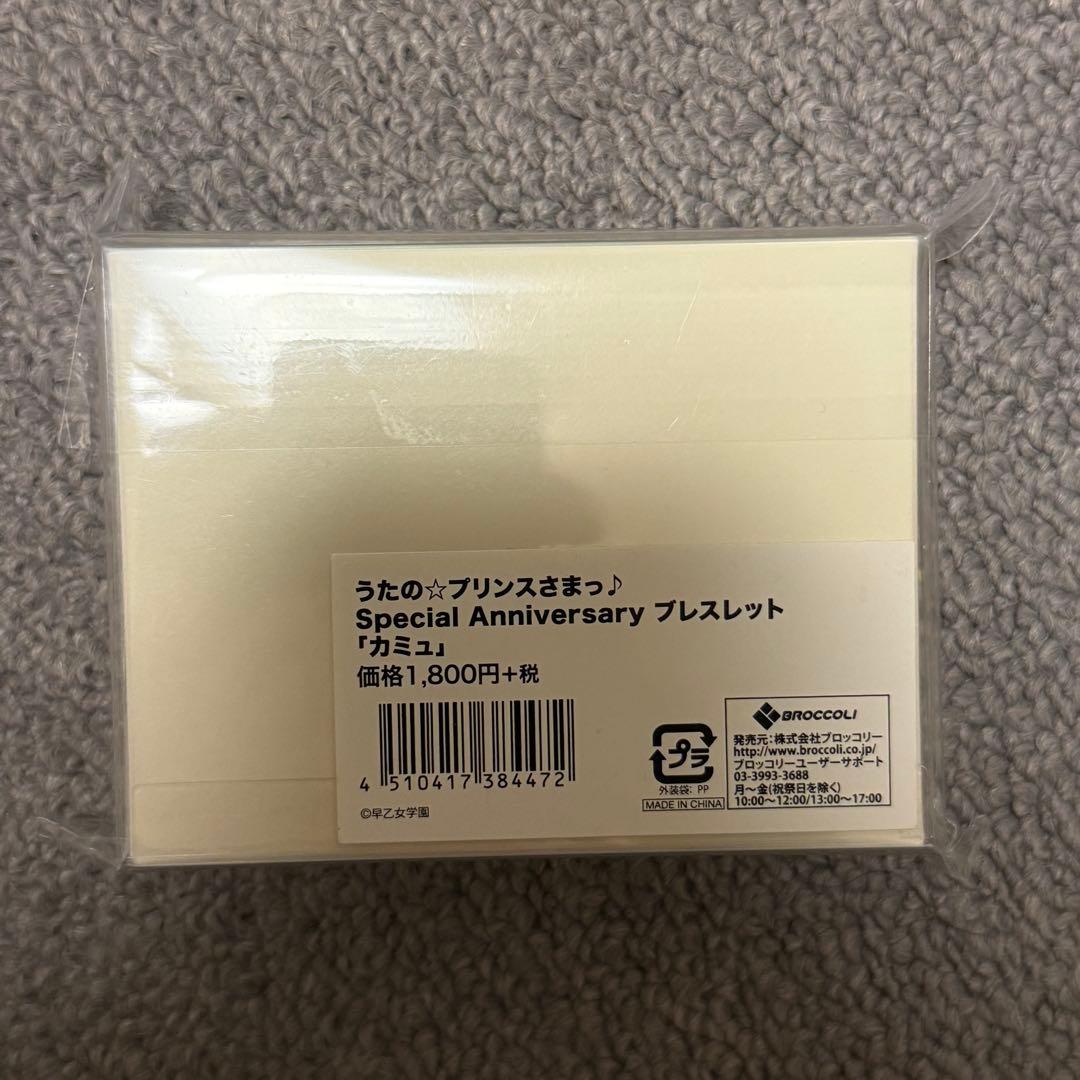 うたの☆プリンスさまっ♪
Special Anniversary ブレスレット
「カミュ」
価格1,800円+税
4 510417 384472
©早乙女学園
プラ
外装袋: PP
MADE IN CHINA
BROCCOLI
発売元:株式会社ブロッコリー
http://www.broccoli.co.jp/
ブロッコリーユーザーサポート
03-3993-3688
月〜金(祝祭日を除く)
10:00〜12:00/13:00〜17:00